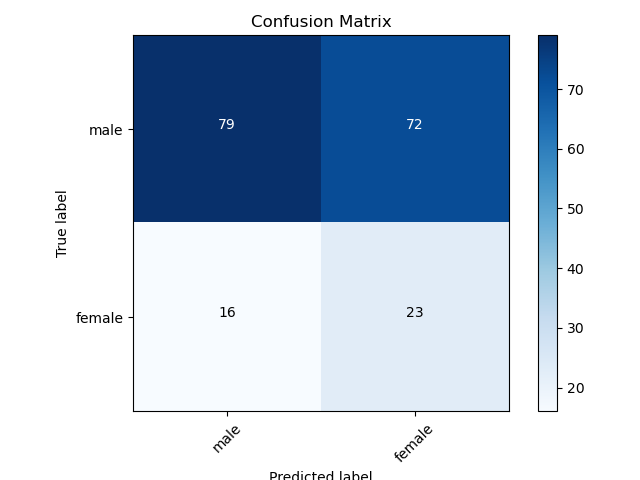 Confusion Matrix
True label
male
79
72
female
16
23
70
60
50
40
30
20
male
female
Predicted label